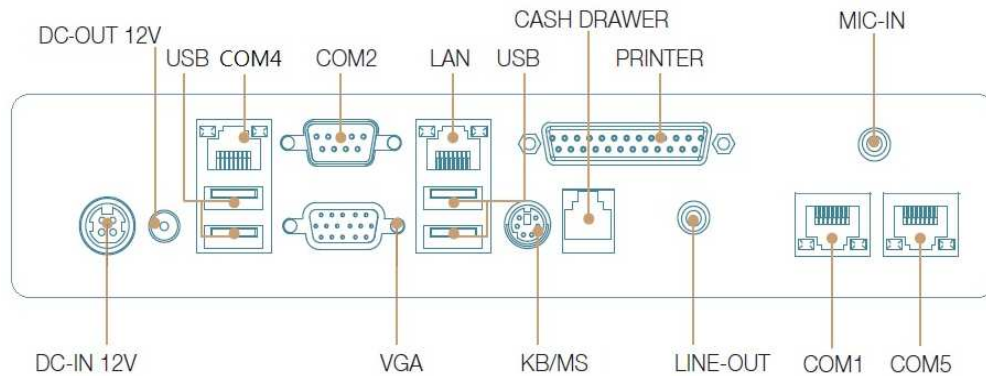 CASH DRAWER
MIC-IN
DC-OUT 12V
USB COM4 COM2 LAN USB PRINTER
DC-IN 12V VGA KB/MS LINE-OUT COM1 COM5